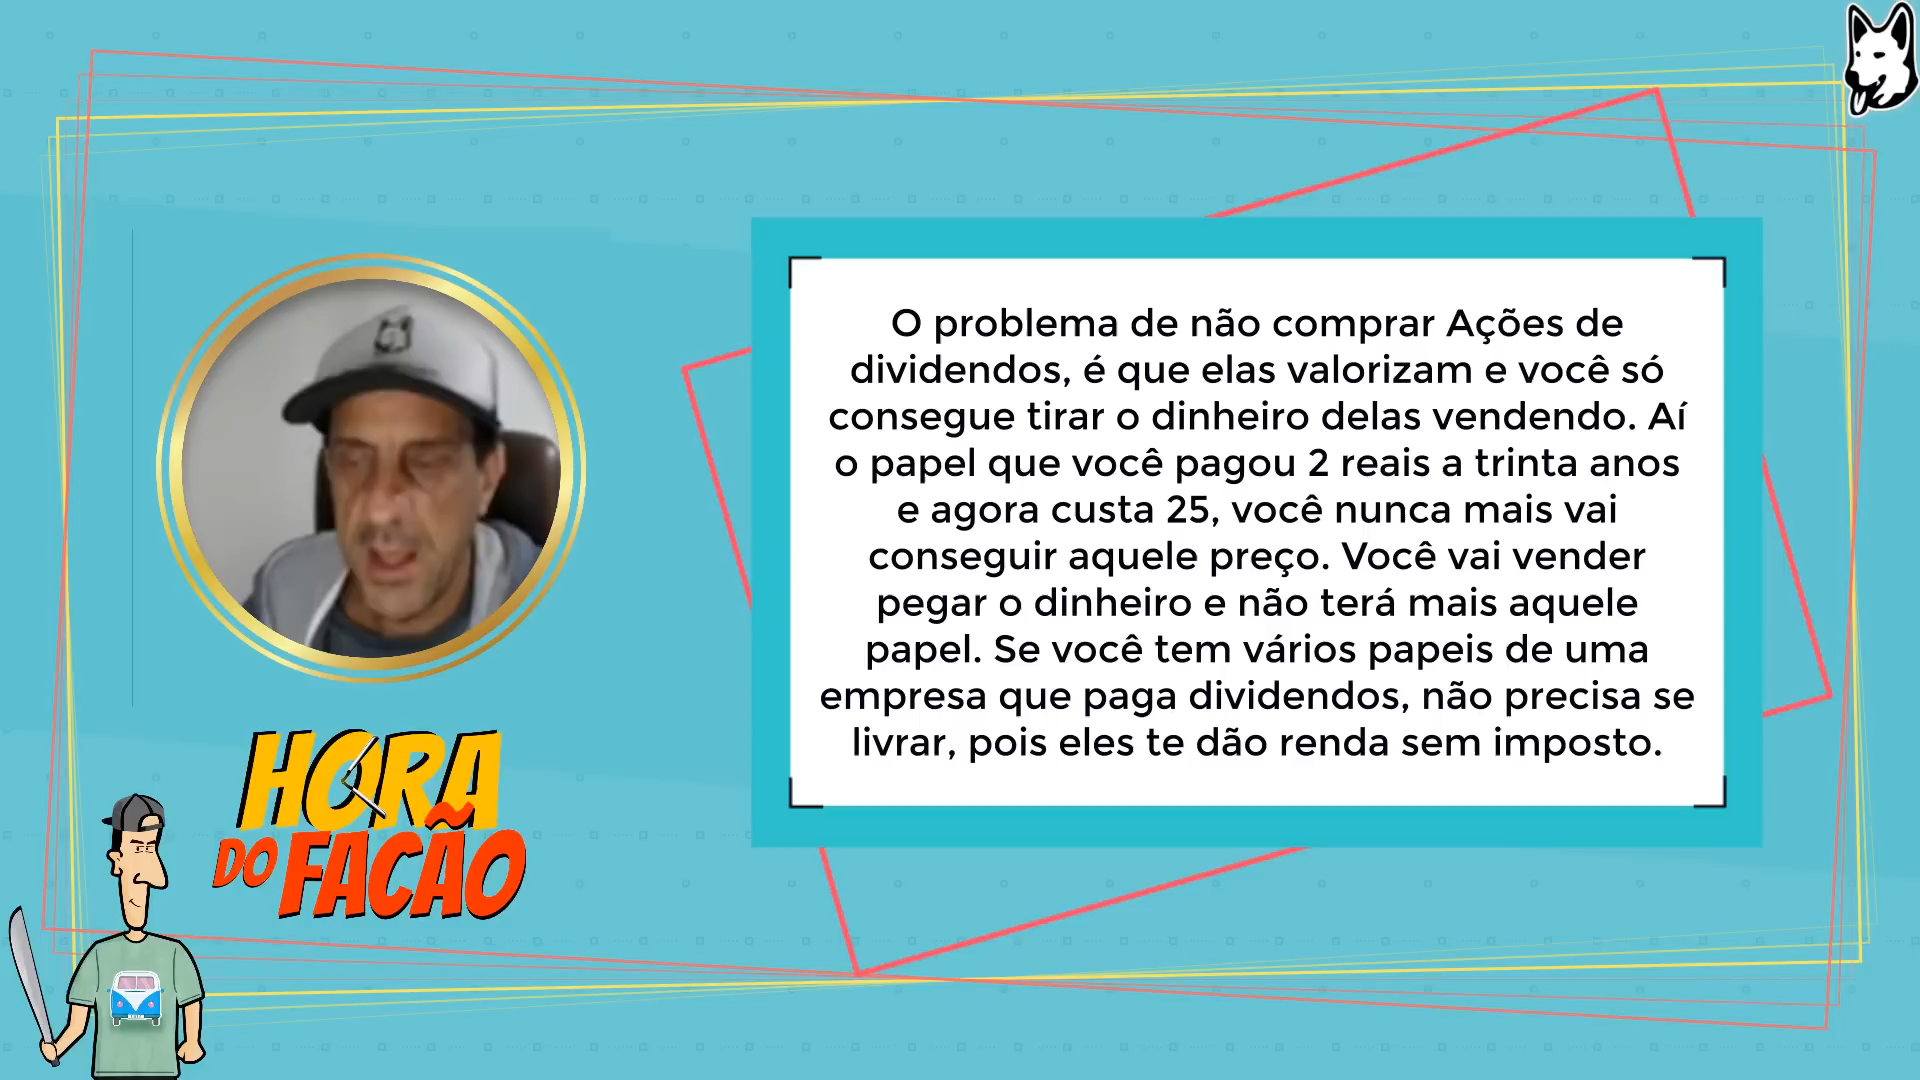 O problema de não comprar Ações de
dividendos, é que elas valorizam e você só
consegue tirar o dinheiro delas vendendo. Aí
o papel que você pagou 2 reais a trinta anos
e agora custa 25, você nunca mais vai
conseguir aquele preço. Você vai vender
pegar o dinheiro e não terá mais aquele
papel. Se você tem vários papeis de uma
empresa que paga dividendos, não precisa se
livrar, pois eles te dão renda sem imposto.
HORA
DO FACÃO